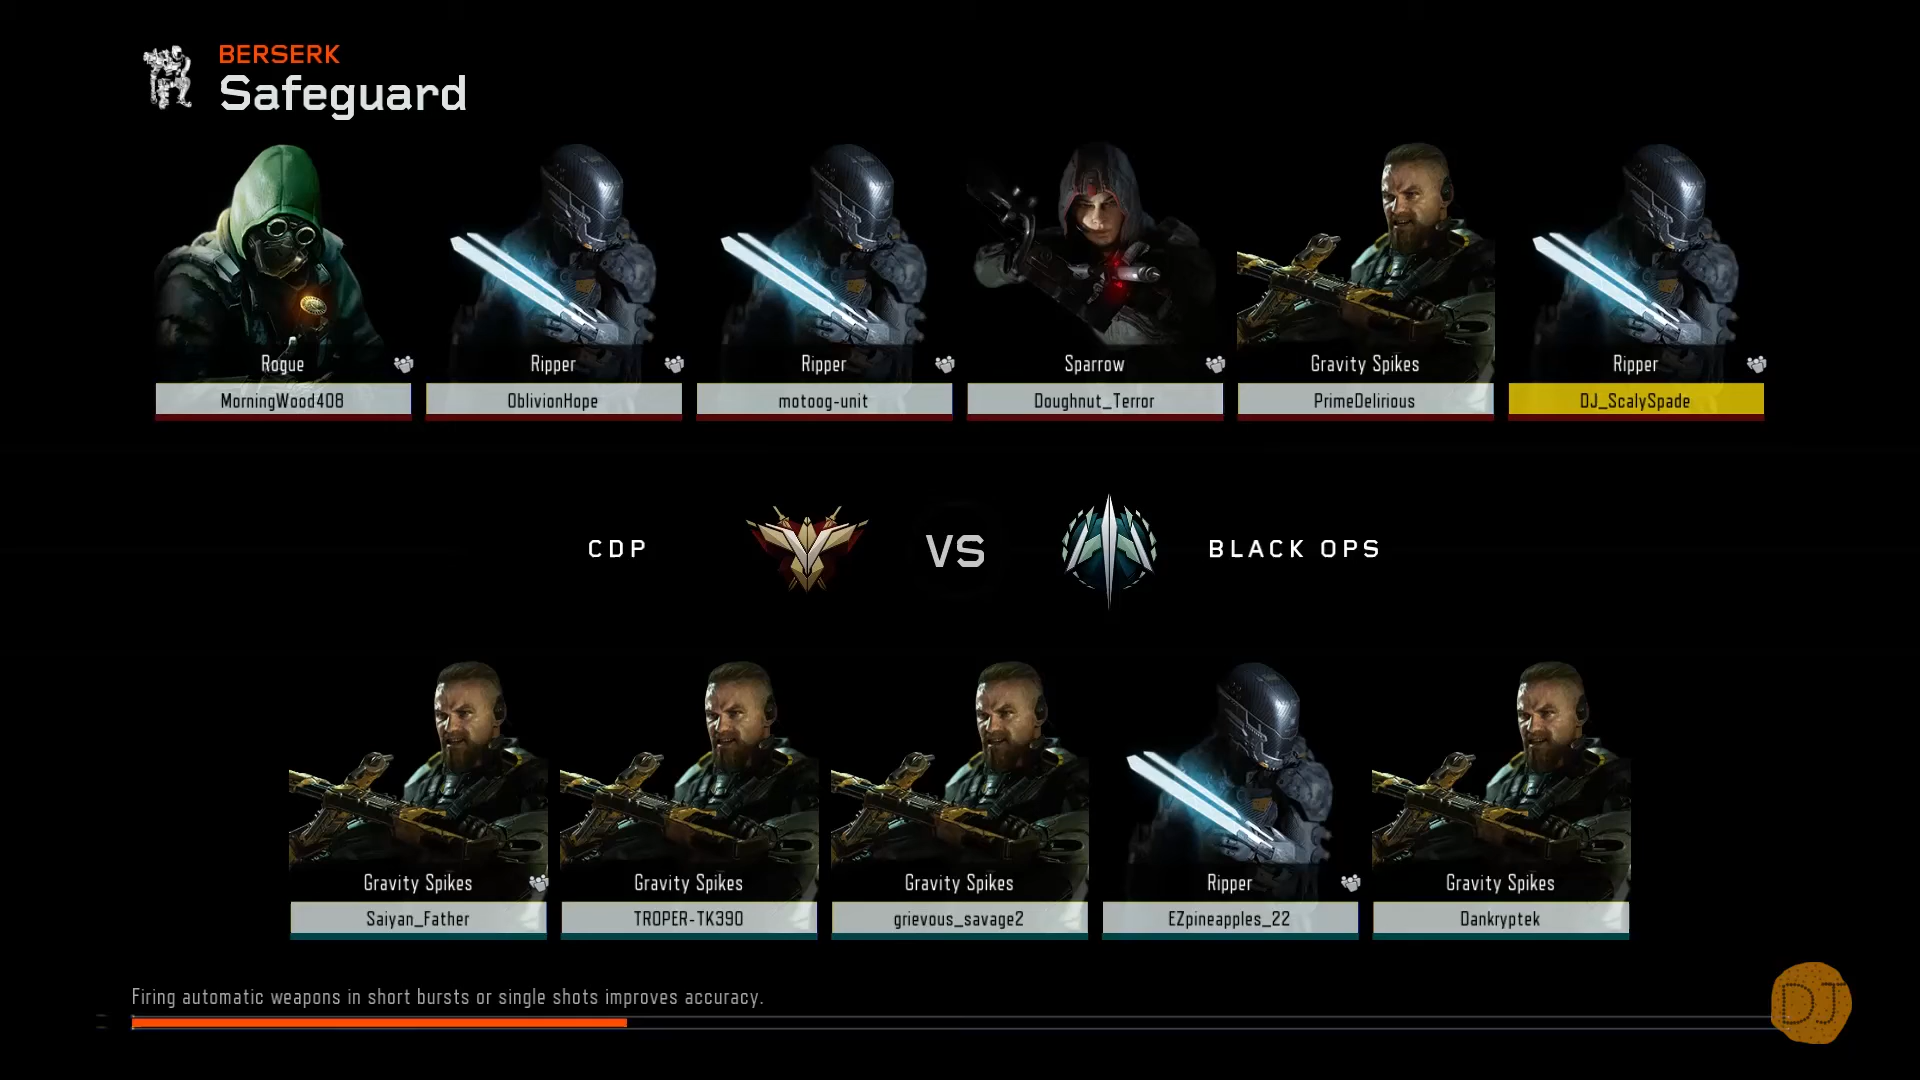 BERSERK
Safeguard
Rogue
Ripper
Ripper
Sparrow
Gravity Spikes
Ripper
MorningWood408
OblivionHope
motoog-unit
Doughnut_Terror
PrimeDelirious
DJ_ScalySpade
CDP
VS
BLACK OPS
Gravity Spikes
Gravity Spikes
Gravity Spikes
Ripper
Gravity Spikes
Saiyan_Father
TROPER-TK390
grievous_savage2
EZpineapples_22
Dankryptek
Firing automatic weapons in short bursts or single shots improves accuracy.
DJ